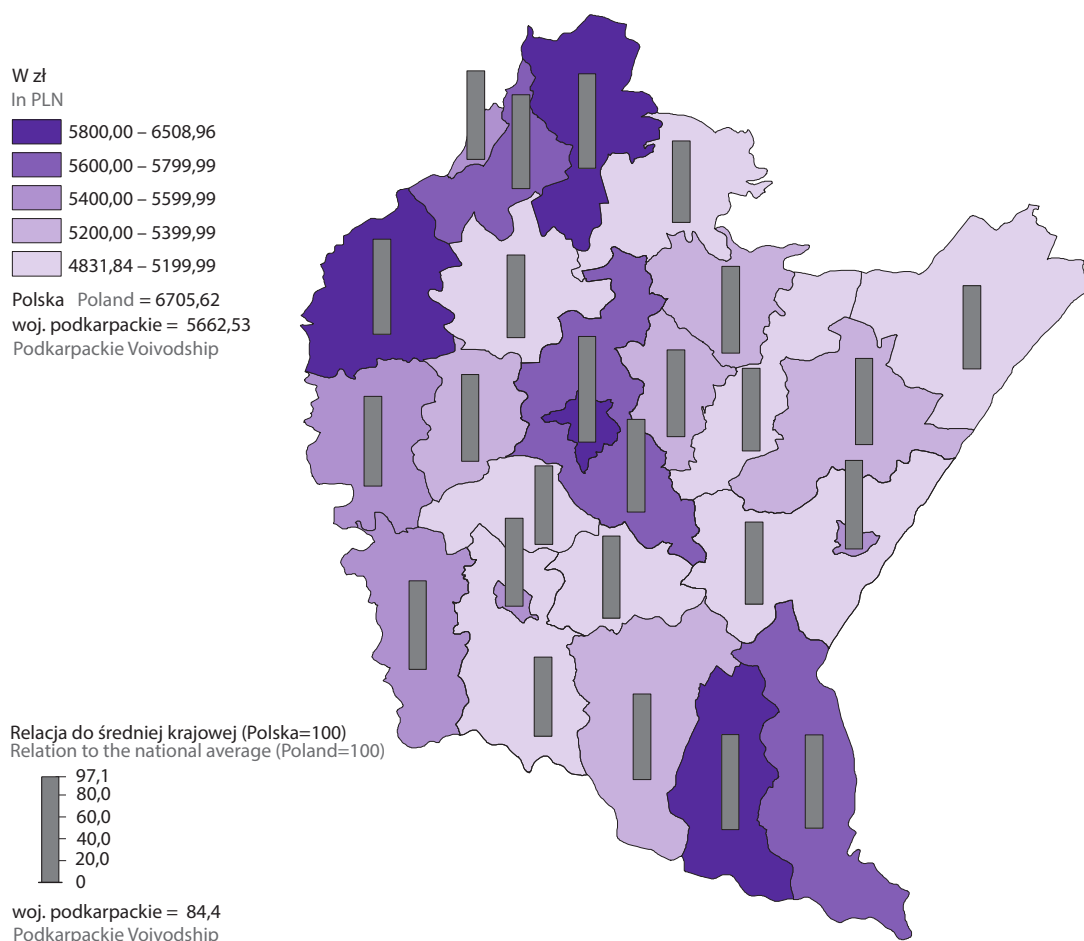 W zł
In PLN
5800,00 – 6508,96
5600,00 – 5799,99
5400,00 – 5599,99
5200,00 – 5399,99
4831,84 – 5199,99
Polska Poland = 6705,62
woj. podkarpackie = 5662,53
Podkarpackie Voivodship
Relacja do średniej krajowej (Polska=100)
Relation to the national average (Poland=100)
97,1
80,0
60,0
40,0
20,0
0
woj. podkarpackie = 84,4
Podkarpackie Voivodship